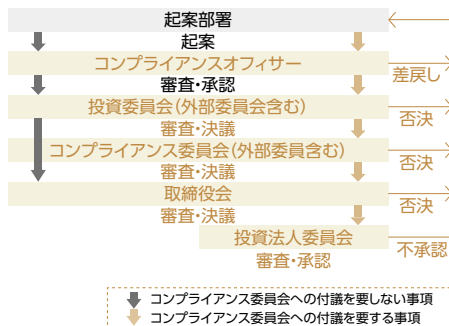 起案部署
起案
コンプライアンスオフィサー
差戻し
審査・承認
投資委員会(外部委員会含む)
否決
審査・決議
コンプライアンス委員会(外部委員含む)
否決
審査・決議
取締役会
否決
審査・決議
投資法人委員会
不承認
審査・承認
コンプライアンス委員会への付議を要しない事項
コンプライアンス委員会への付議を要する事項